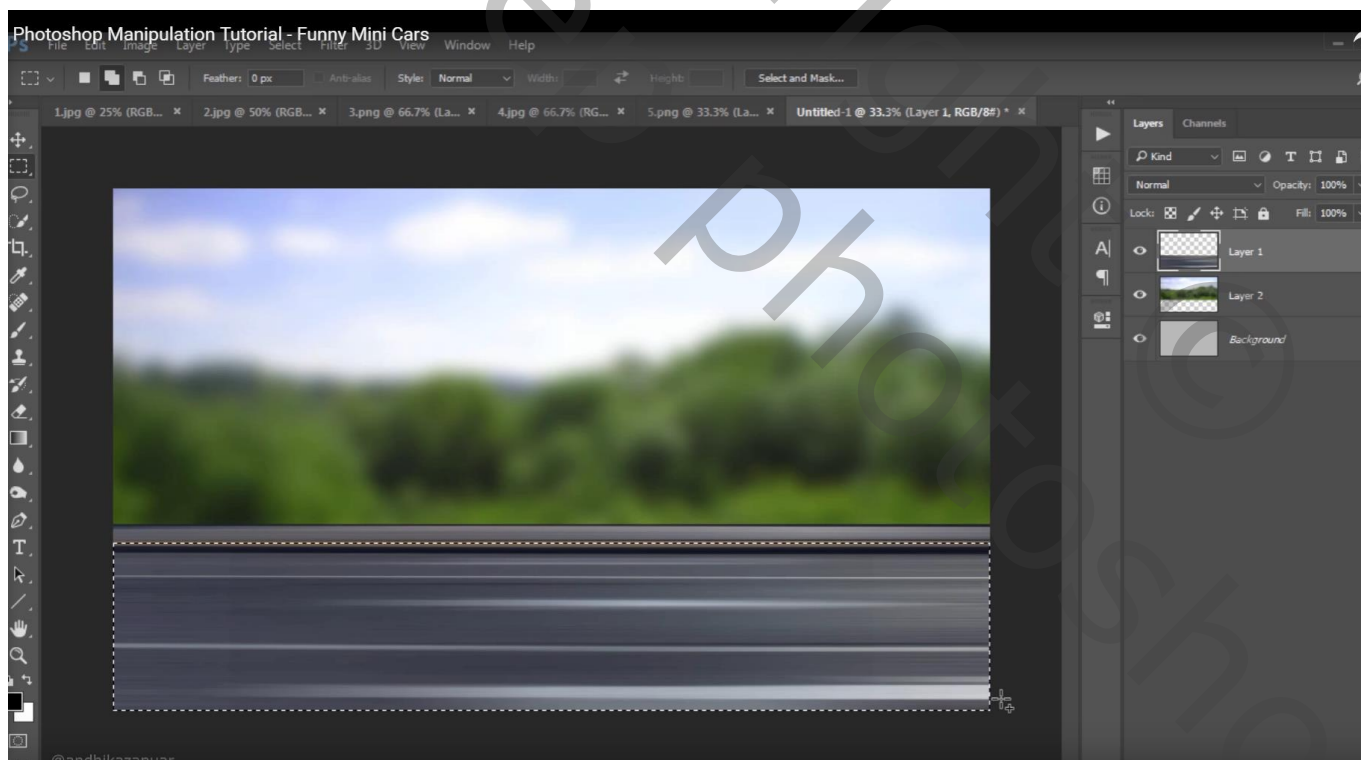 Photoshop Manipulation Tutorial - Funny Mini Cars
Ps File Edit Image Layer Type Select Filter 3D View Window Help
Feather: 0 px Anti-alias Style: Normal Width: Height: Select and Mask...
1.jpg @ 25% (RGB... × 2.jpg @ 50% (RGB... × 3.png @ 66.7% (La... × 4.jpg @ 66.7% (RG... × 5.png @ 33.3% (La... × Untitled-1 @ 33.3% (Layer 1, RGB/8#) * ×
Layers Channels
Kind
Normal Opacity: 100%
Lock: Fill: 100%
Layer 1
Layer 2
Background
@andhikazanuar
photosho